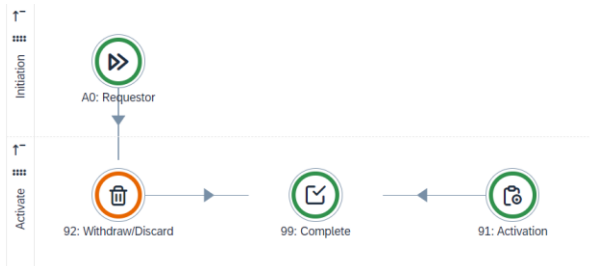 Initiation
A0: Requestor
Activate
92: Withdraw/Discard
99: Complete
91: Activation